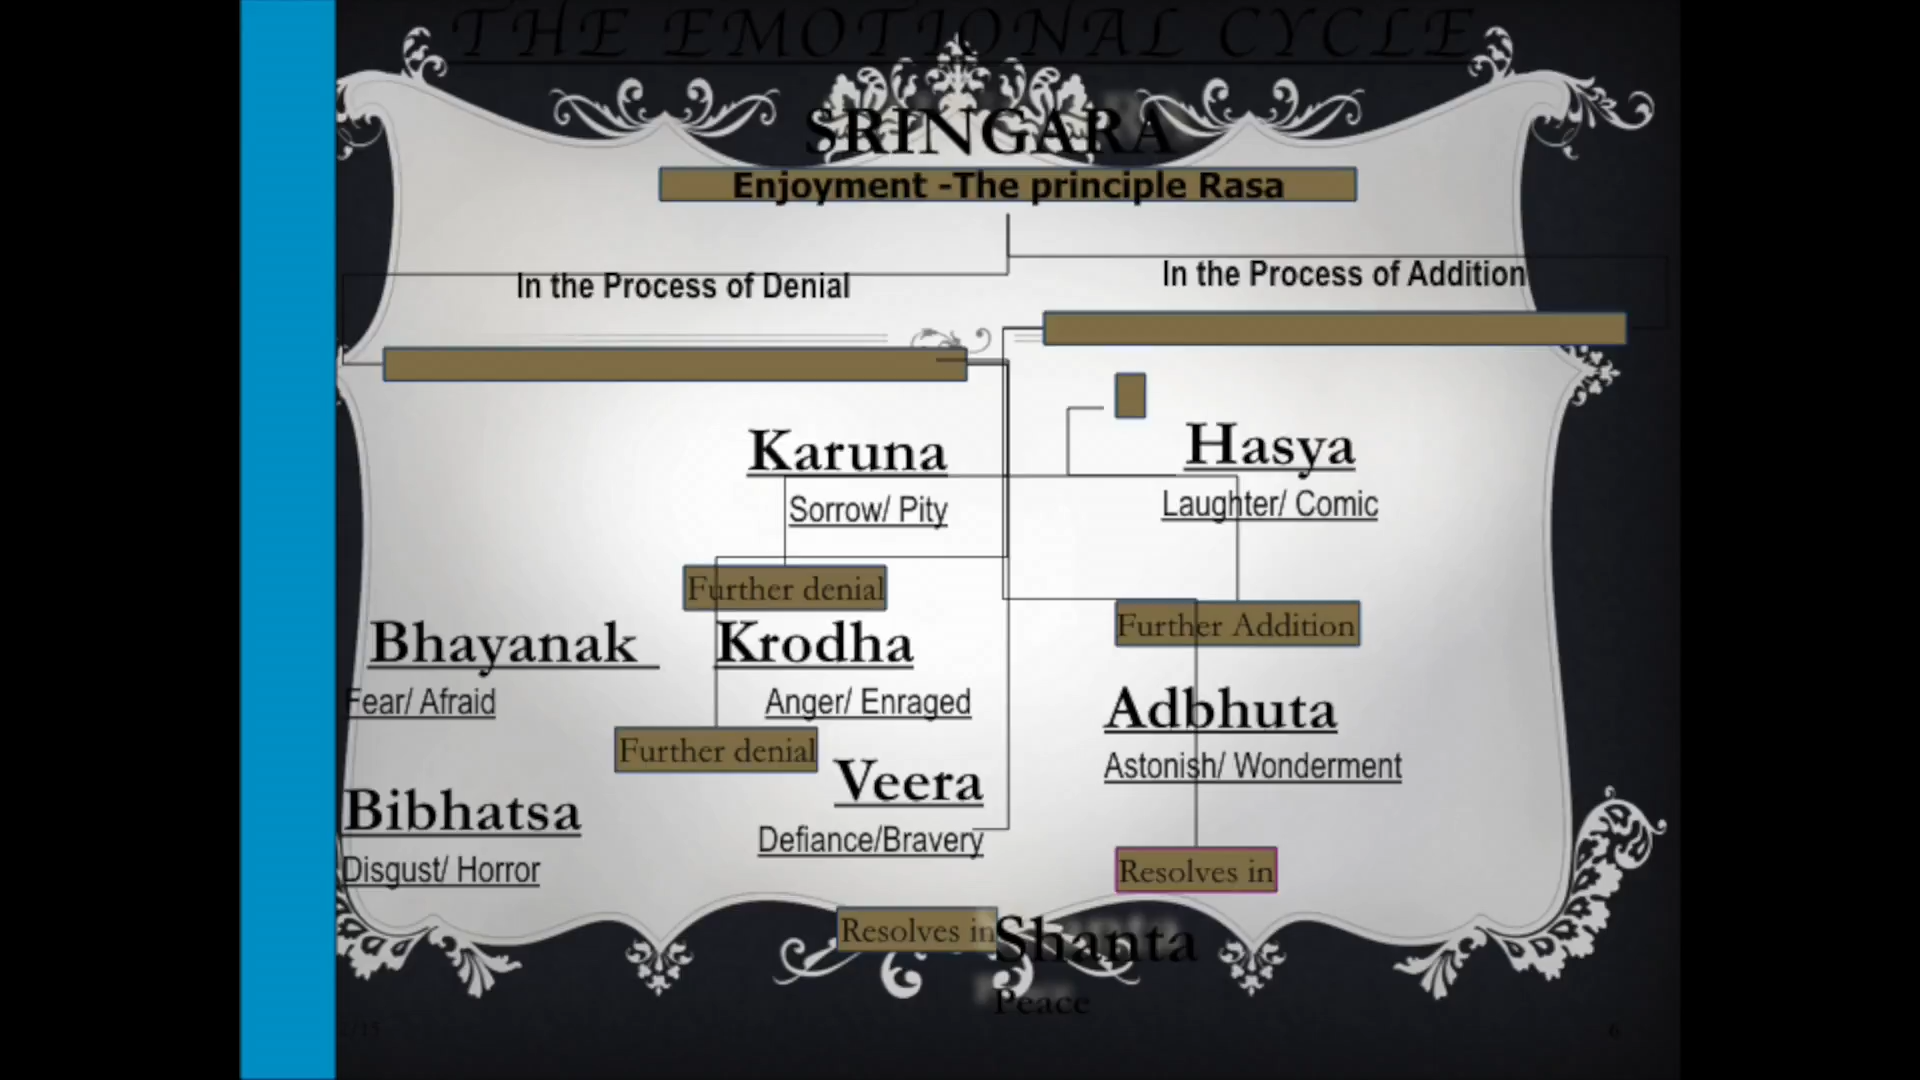 THE EMOTIONAL CYCLE
SRINGARA
Enjoyment -The principle Rasa
In the Process of Denial
In the Process of Addition
Karuna
Sorrow/ Pity
Hasya
Laughter/ Comic
Further denial
Further Addition
Bhayanak
Fear/ Afraid
Krodha
Anger/ Enraged
Further denial
Adbhuta
Astonish/ Wonderment
Veera
Defiance/Bravery
Bibhatsa
Disgust/ Horror
Resolves in
Resolves in
Shanta
Peace
6